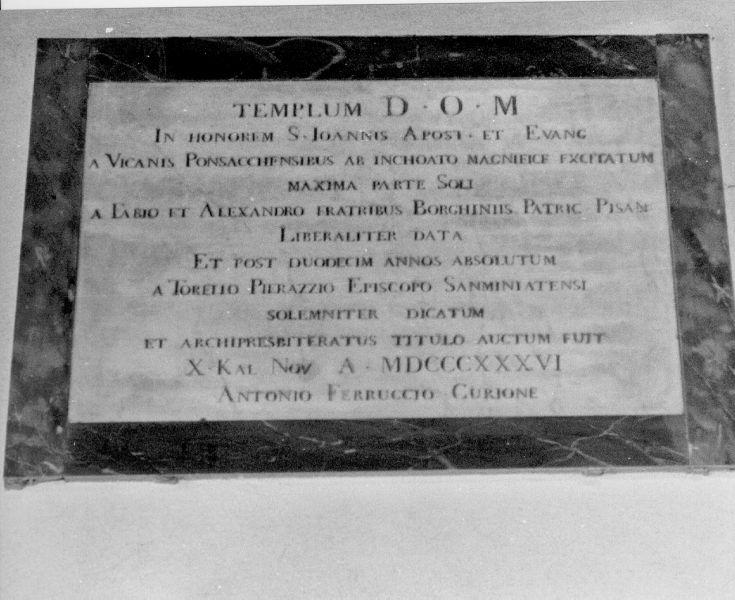 TEMPLUM D·O·M
IN HONOREM S·IOANNIS APOST· ET EVANG
A VICANIS PONSACCHENSIBUS AB INCHOATO MAGNIFICE EXCITATUM
MAXIMA PARTE SOLI
A FABIO ET ALEXANDRO FRATRIBUS BORGHINIIS PATRIC PISAN
LIBERALITER DATA
ET POST DUODECIM ANNOS ABSOLUTUM
A TORELIO PIERAZZIO EPISCOPO SANMINIATENSI
SOLEMNITER DICATUM
ET ARCHIPRESBITERATUS TITULO AUCTUM FUIT
X·KAL NOV A·MDCCCXXXVI
ANTONIO FERRUCCIO CURIONE